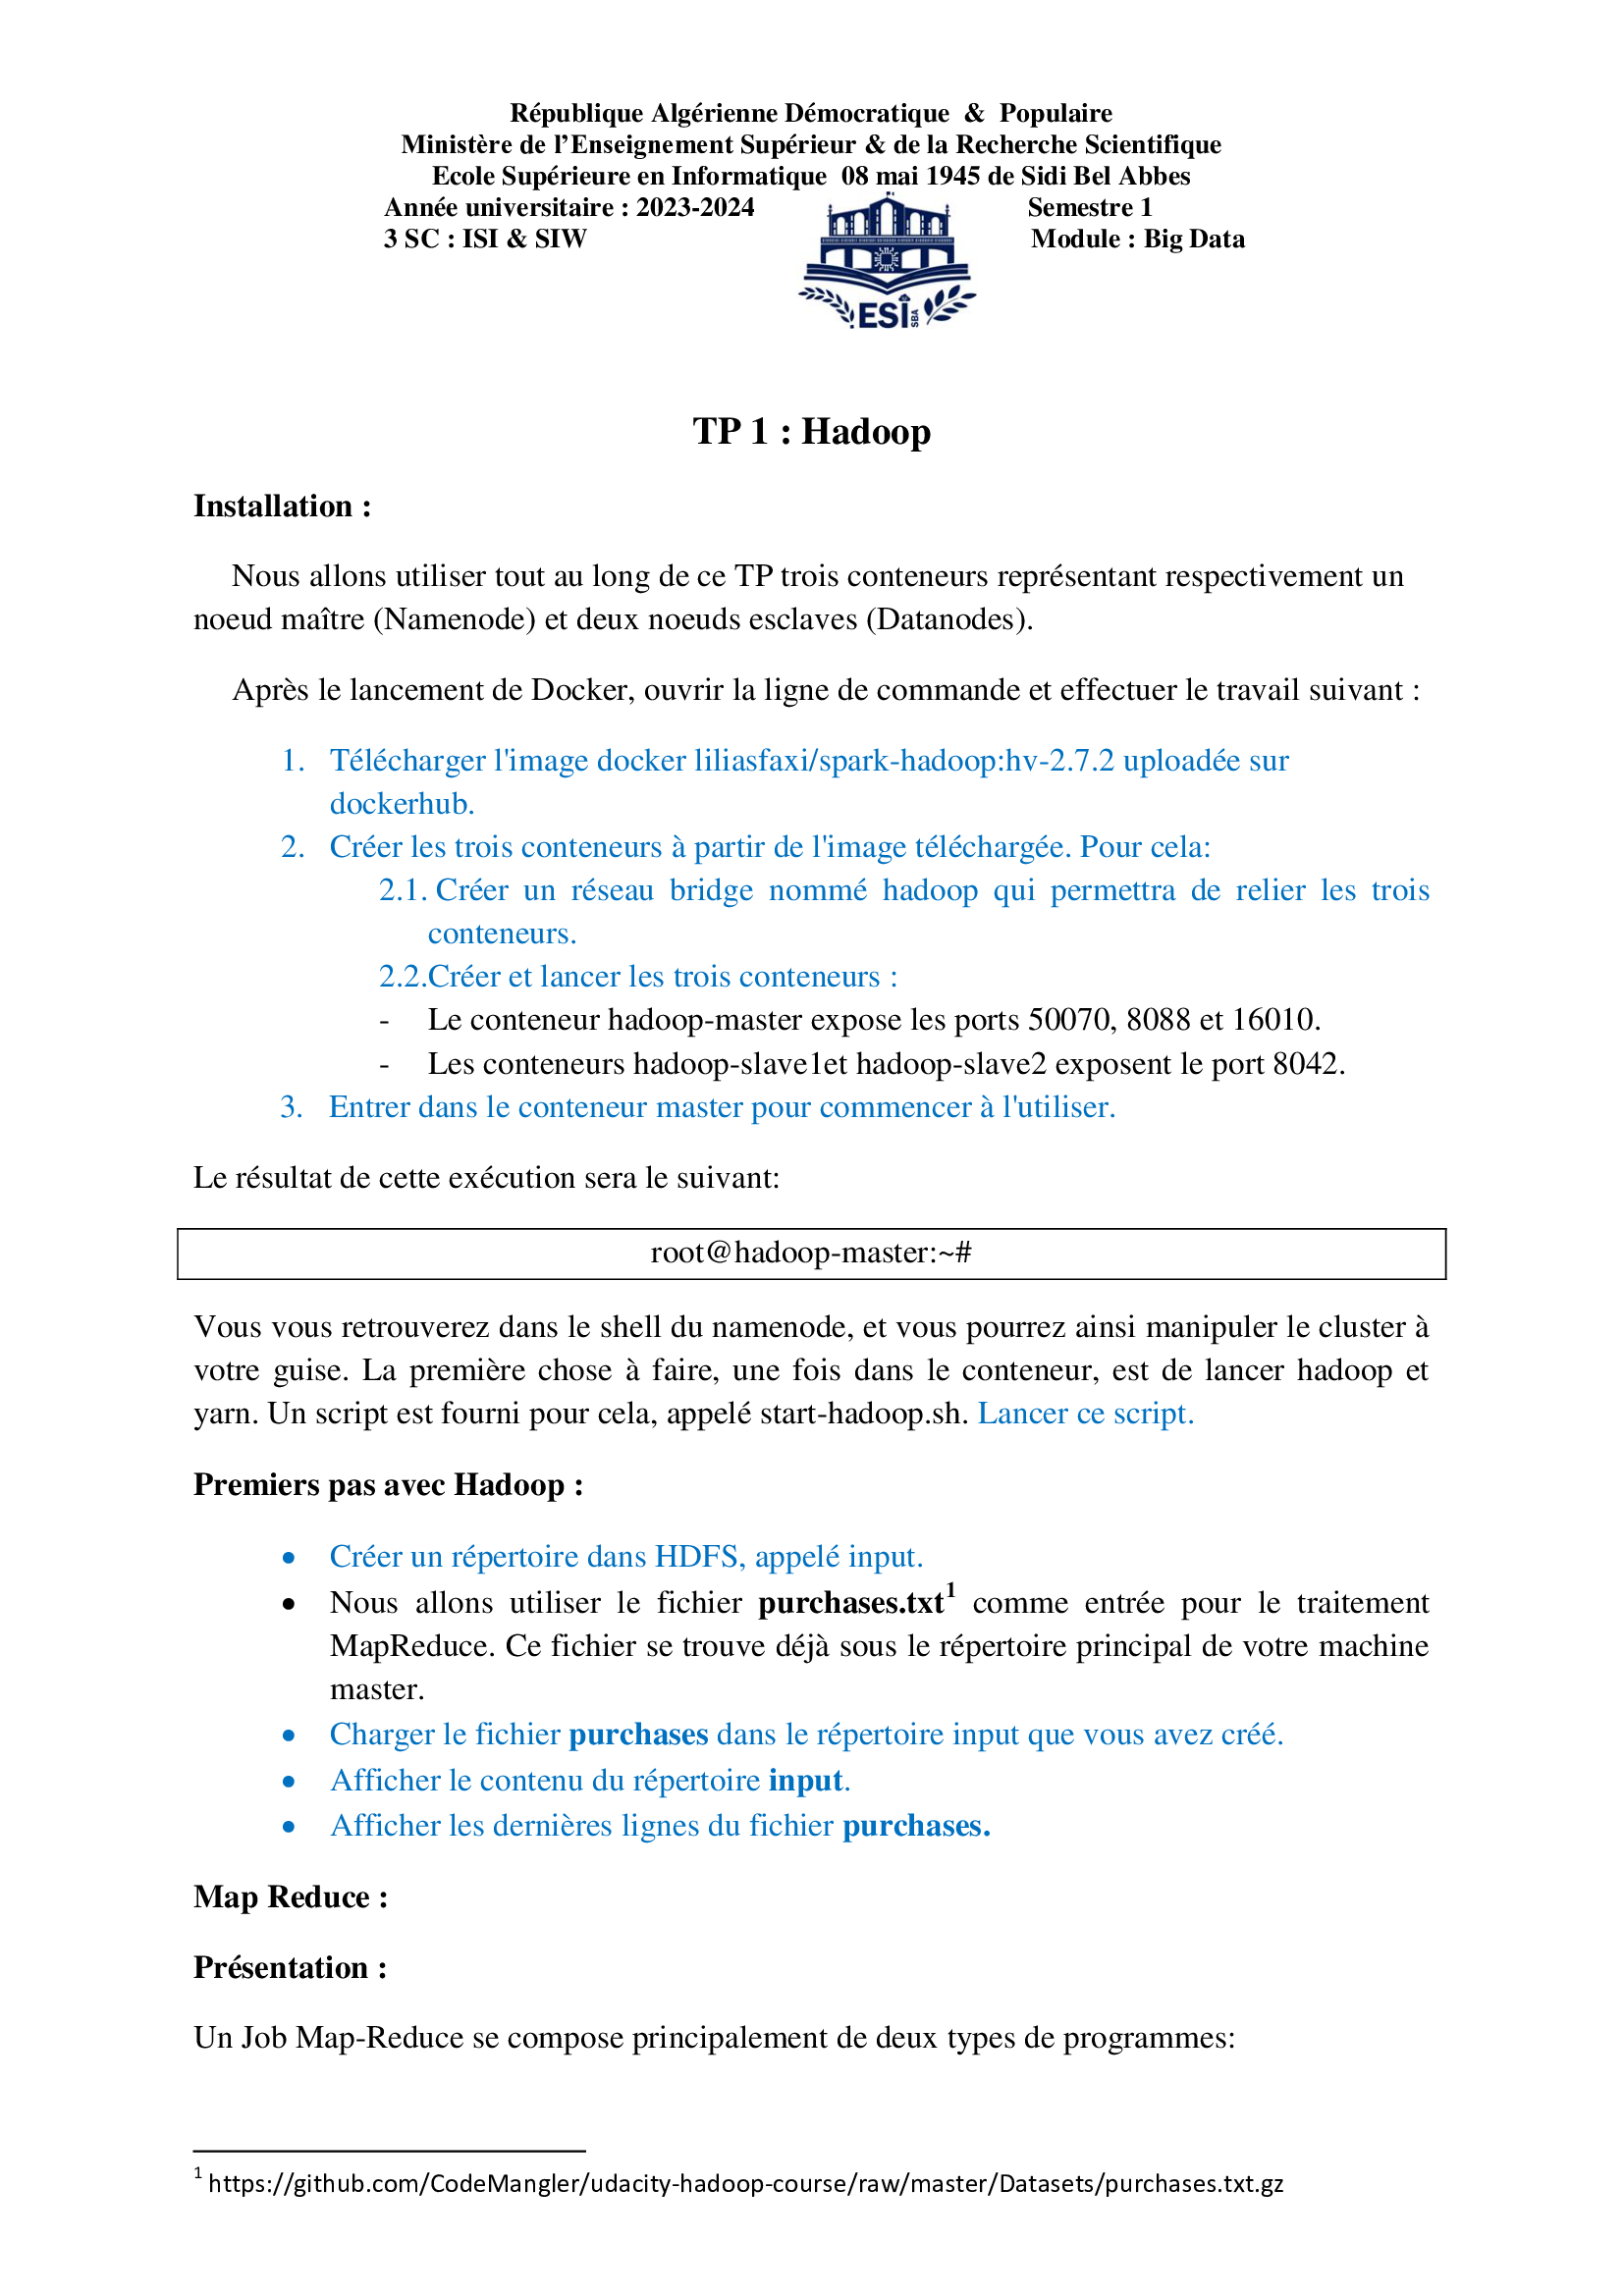 République Algérienne Démocratique & Populaire
Ministère de l'Enseignement Supérieur & de la Recherche Scientifique
Ecole Supérieure en Informatique 08 mai 1945 de Sidi Bel Abbes
Année universitaire : 2023-2024 Semestre 1
3 SC : ISI & SIW Module : Big Data
ESI SBA
TP 1 : Hadoop
Installation :
Nous allons utiliser tout au long de ce TP trois conteneurs représentant respectivement un
noeud maître (Namenode) et deux noeuds esclaves (Datanodes).
Après le lancement de Docker, ouvrir la ligne de commande et effectuer le travail suivant :
1. Télécharger l'image docker liliasfaxi/spark-hadoop:hv-2.7.2 uploadée sur
dockerhub.
2. Créer les trois conteneurs à partir de l'image téléchargée. Pour cela:
2.1. Créer un réseau bridge nommé hadoop qui permettra de relier les trois
conteneurs.
2.2.Créer et lancer les trois conteneurs :
- Le conteneur hadoop-master expose les ports 50070, 8088 et 16010.
- Les conteneurs hadoop-slave1et hadoop-slave2 exposent le port 8042.
3. Entrer dans le conteneur master pour commencer à l'utiliser.
Le résultat de cette exécution sera le suivant:
root@hadoop-master:~#
Vous vous retrouverez dans le shell du namenode, et vous pourrez ainsi manipuler le cluster à
votre guise. La première chose à faire, une fois dans le conteneur, est de lancer hadoop et
yarn. Un script est fourni pour cela, appelé start-hadoop.sh. Lancer ce script.
Premiers pas avec Hadoop :
• Créer un répertoire dans HDFS, appelé input.
• Nous allons utiliser le fichier purchases.txt¹ comme entrée pour le traitement
MapReduce. Ce fichier se trouve déjà sous le répertoire principal de votre machine
master.
• Charger le fichier purchases dans le répertoire input que vous avez créé.
• Afficher le contenu du répertoire input.
• Afficher les dernières lignes du fichier purchases.
Map Reduce :
Présentation :
Un Job Map-Reduce se compose principalement de deux types de programmes:
¹ https://github.com/CodeMangler/udacity-hadoop-course/raw/master/Datasets/purchases.txt.gz